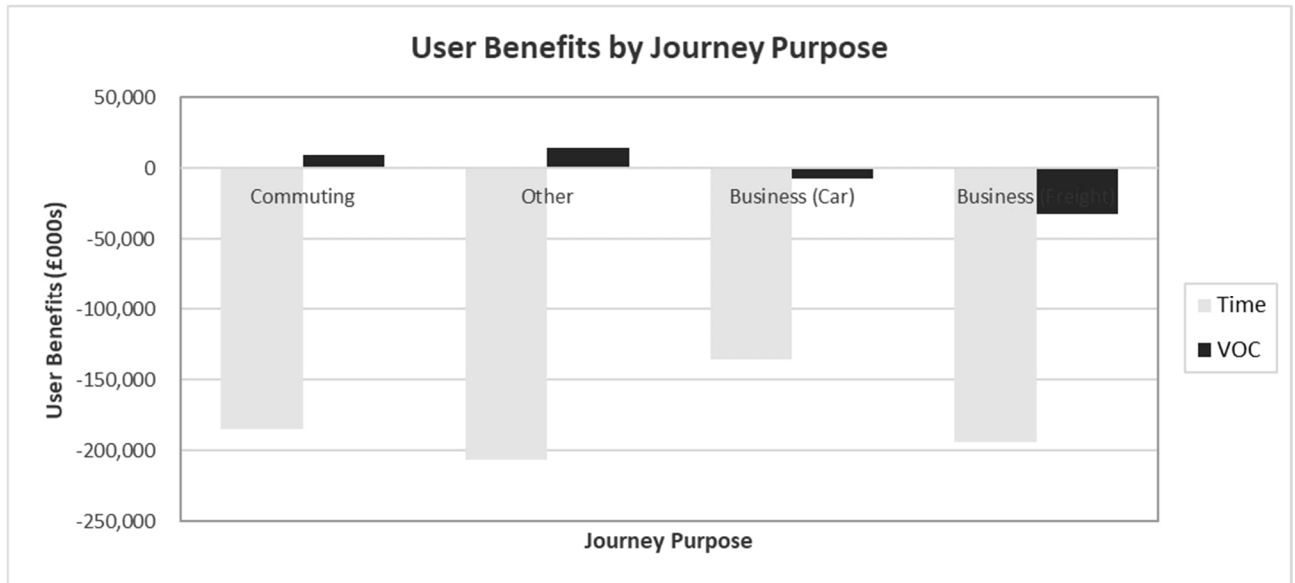 User Benefits by Journey Purpose
50,000
0
Commuting Other Business (Car) Business (Freight)
-50,000
-100,000
-150,000
-200,000
-250,000
User Benefits (£000s)
Journey Purpose
Time
VOC